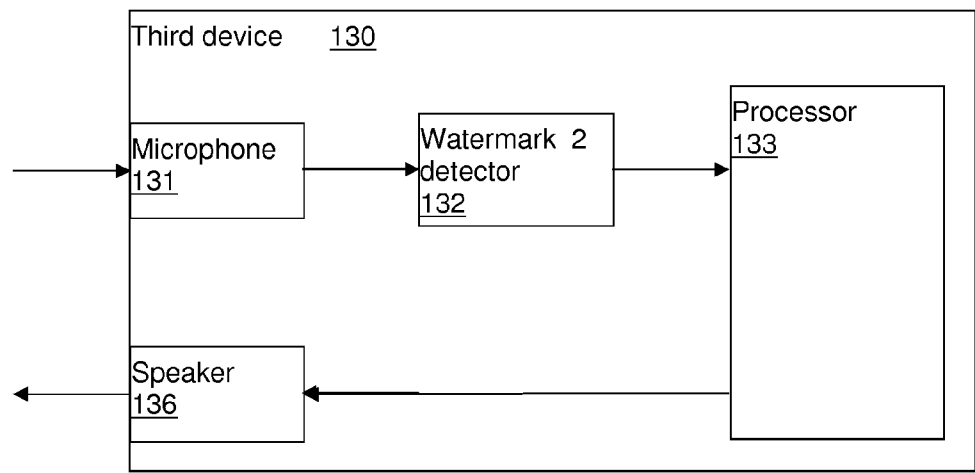 Third device 130
Microphone
131
Watermark 2
detector
132
Processor
133
Speaker
136